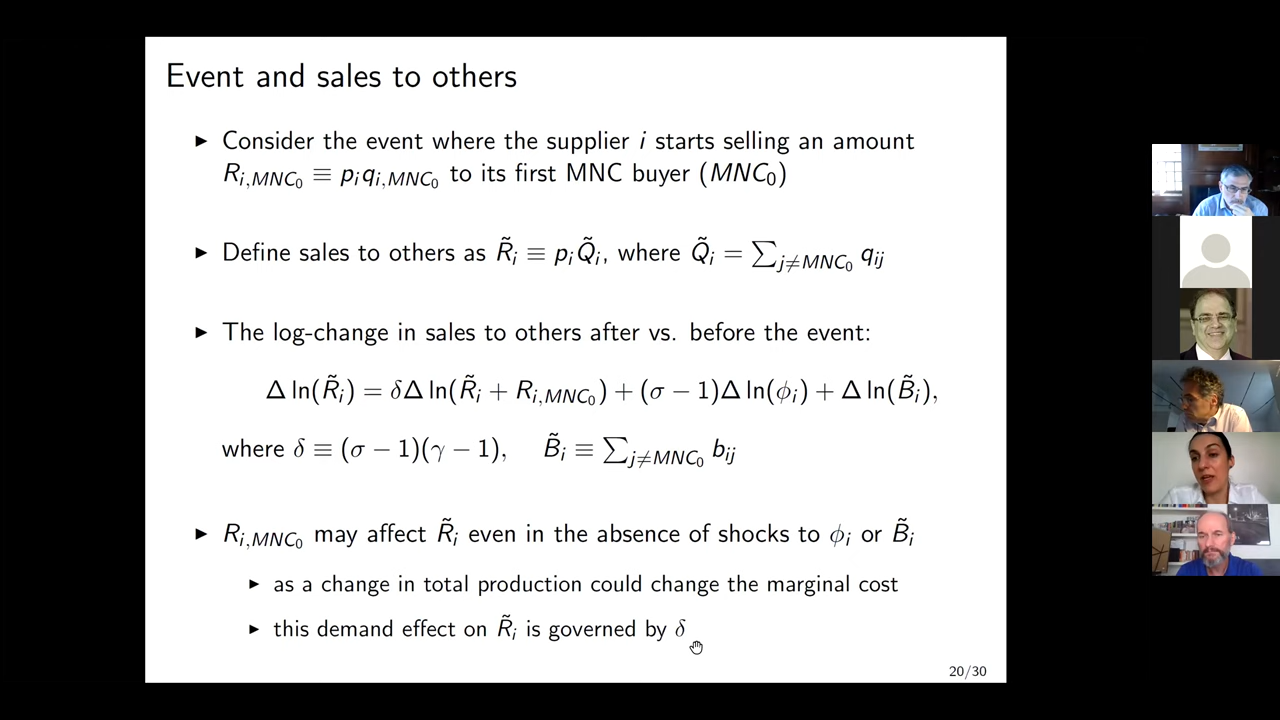 Event and sales to others
▶ Consider the event where the supplier i starts selling an amount
R_{i,MNC_0} ≡ p_i q_{i,MNC_0} to its first MNC buyer (MNC_0)
▶ Define sales to others as R̃_i ≡ p_i Q̃_i, where Q̃_i = ∑_{j≠MNC_0} q_{ij}
▶ The log-change in sales to others after vs. before the event:
Δ ln(R̃_i) = δΔ ln(R̃_i + R_{i,MNC_0}) + (σ − 1)Δ ln(ϕ_i) + Δ ln(B̃_i),
where δ ≡ (σ − 1)(γ − 1), B̃_i ≡ ∑_{j≠MNC_0} b_{ij}
▶ R_{i,MNC_0} may affect R̃_i even in the absence of shocks to ϕ_i or B̃_i
▶ as a change in total production could change the marginal cost
▶ this demand effect on R̃_i is governed by δ
20/30